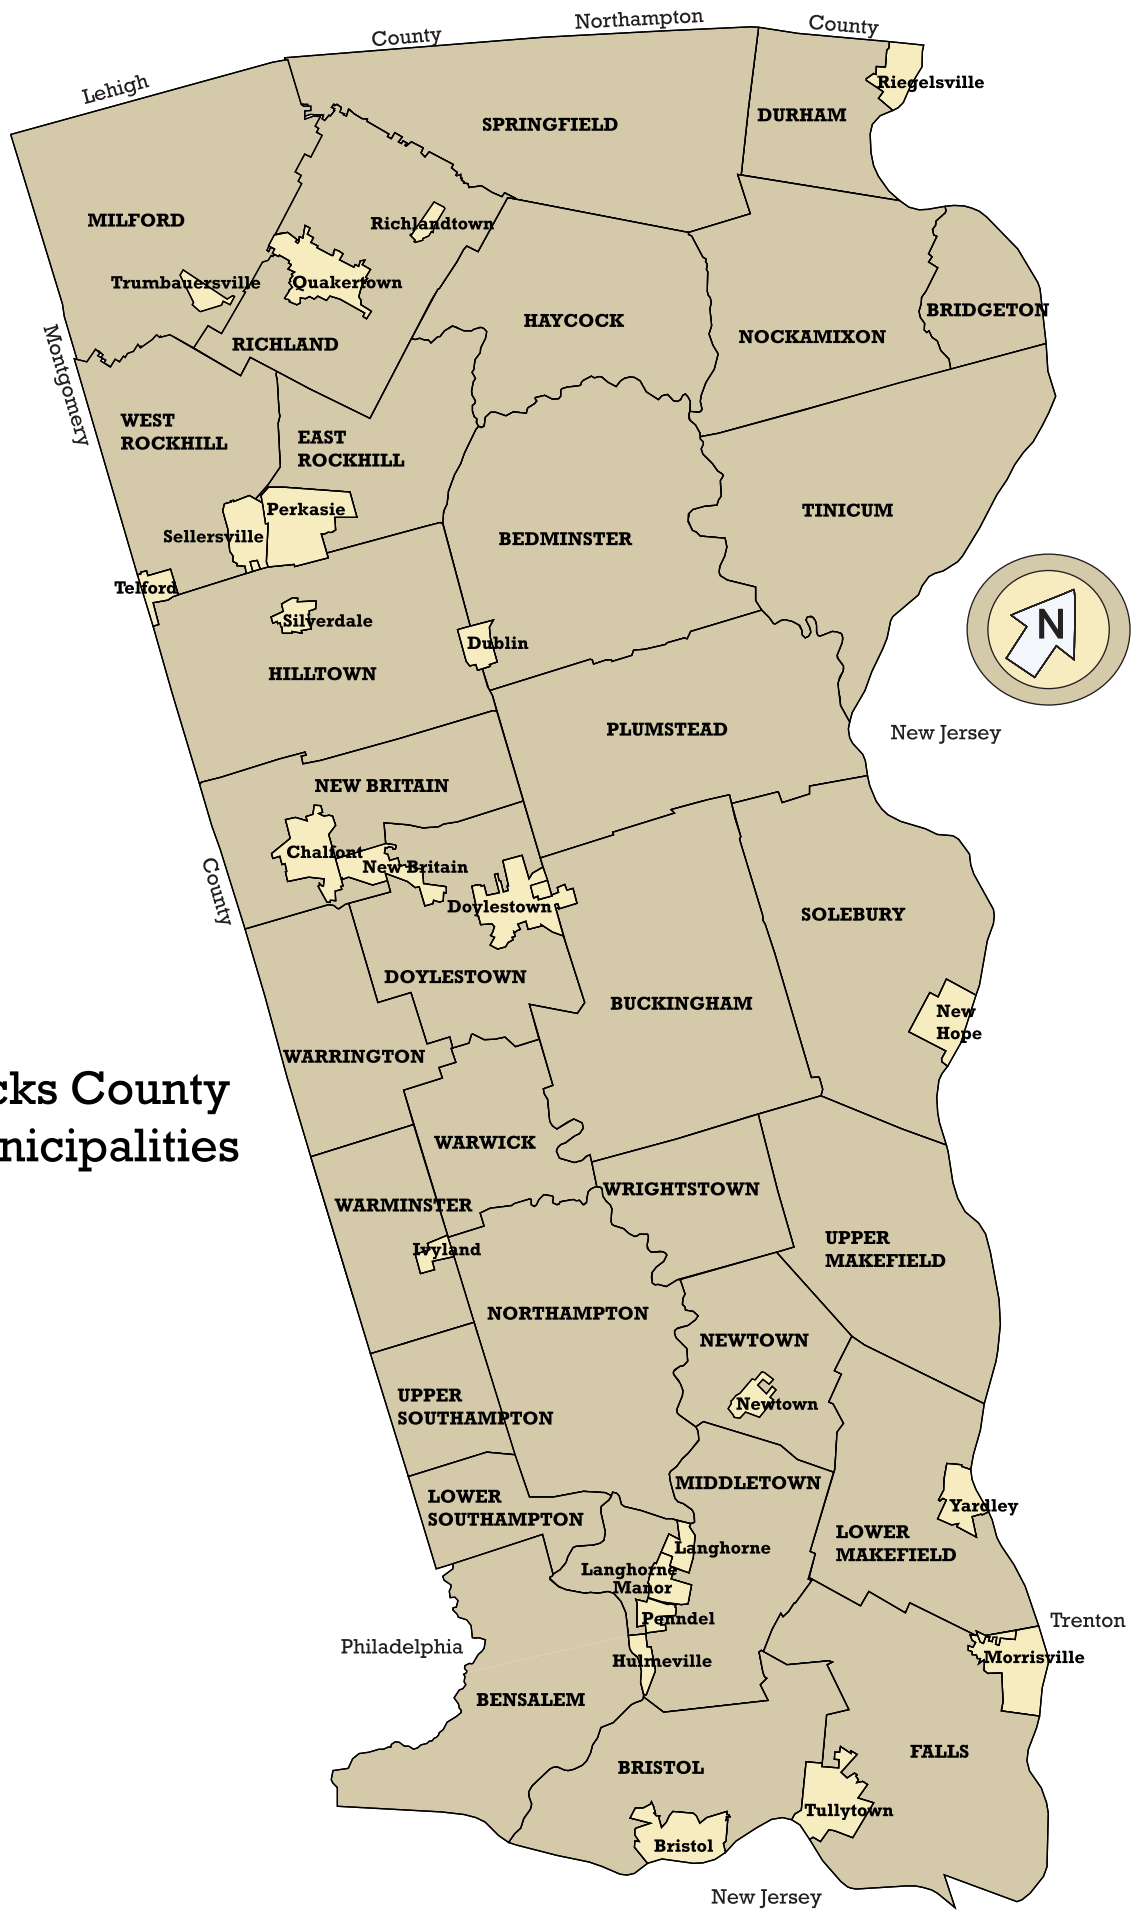 Northampton
County
County
Lehigh
Riegelsville
DURHAM
SPRINGFIELD
MILFORD
Richlandtown
Trumbauersville
Quakertown
BRIDGETON
HAYCOCK
NOCKAMIXON
RICHLAND
Montgomery
WEST
ROCKHILL
EAST
ROCKHILL
Perkasie
TINICUM
Sellersville
BEDMINSTER
Telford
Silverdale
N
Dublin
HILLTOWN
PLUMSTEAD
New Jersey
NEW BRITAIN
Chalfont
New Britain
County
Doylestown
SOLEBURY
DOYLESTOWN
BUCKINGHAM
New
Hope
WARRINGTON
cks County
nicipalities
WARWICK
WRIGHTSTOWN
WARMINSTER
UPPER
MAKEFIELD
Ivyland
NORTHAMPTON
NEWTOWN
UPPER
SOUTHAMPTON
Newtown
MIDDLETOWN
LOWER
SOUTHAMPTON
Yardley
LOWER
MAKEFIELD
Langhorne
Langhorne
Manor
Penndel
Trenton
Philadelphia
Hulmeville
Morrisville
BENSALEM
FALLS
BRISTOL
Tullytown
Bristol
New Jersey